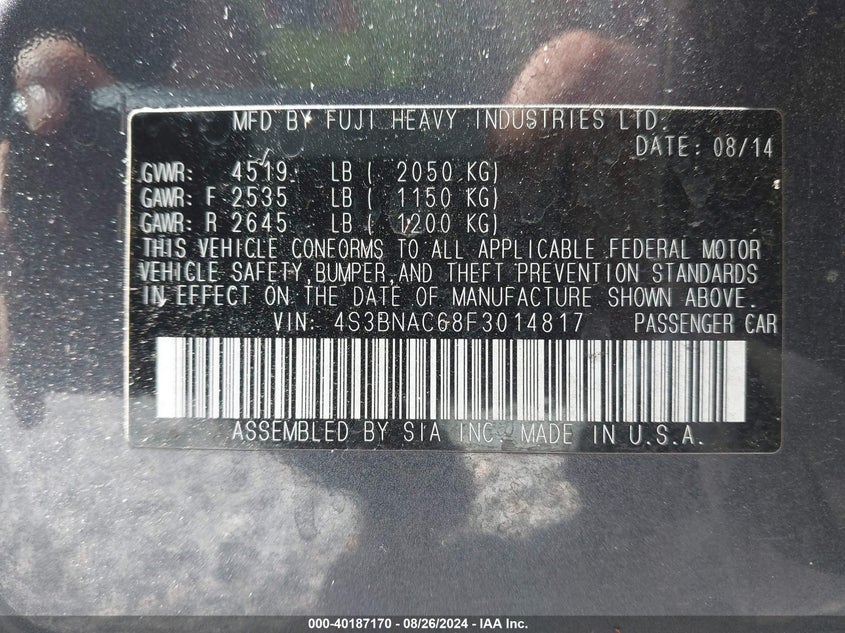 MFD BY FUJI HEAVY INDUSTRIES LTD.
DATE: 08/14
GVWR: 4519 LB ( 2050 KG)
GAWR: F 2535 LB ( 1150 KG)
GAWR: R 2645 LB ( 1200 KG)
THIS VEHICLE CONFORMS TO ALL APPLICABLE FEDERAL MOTOR
VEHICLE SAFETY,BUMPER,AND THEFT PREVENTION STANDARDS
IN EFFECT ON THE DATE OF MANUFACTURE SHOWN ABOVE.
VIN: 4S3BNAC68F3014817 PASSENGER CAR
ASSEMBLED BY SIA INC. MADE IN U.S.A.
000-40187170 - 08/26/2024 - IAA Inc.